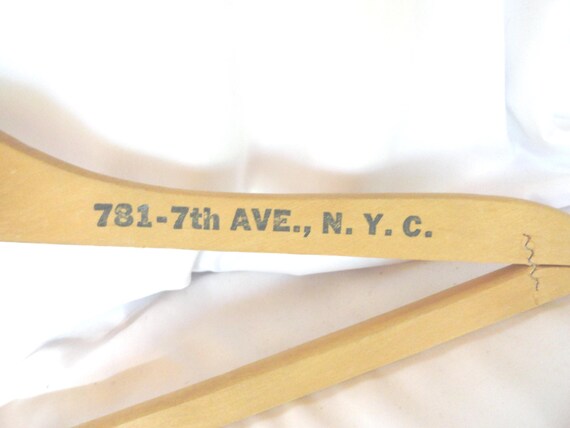 781-7th AVE., N. Y. C.